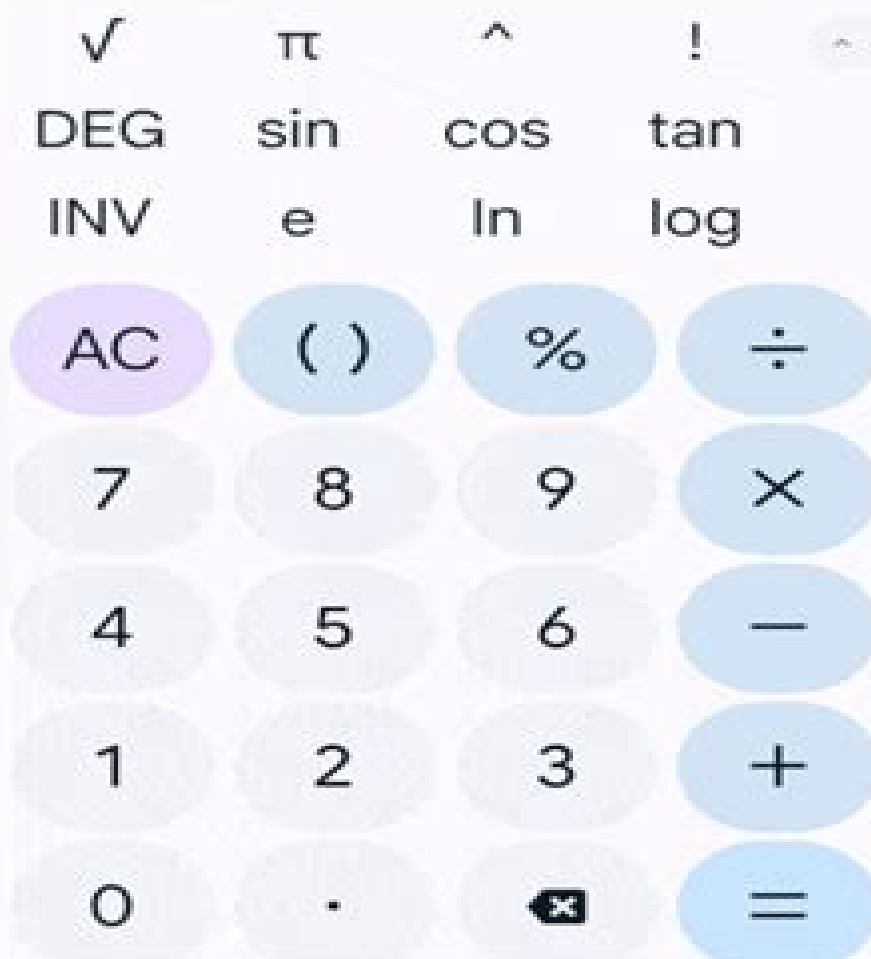 √ π ^ !
DEG sin cos tan
INV e ln log
AC ( ) % ÷
7 8 9 ×
4 5 6 −
1 2 3 +
0 . =